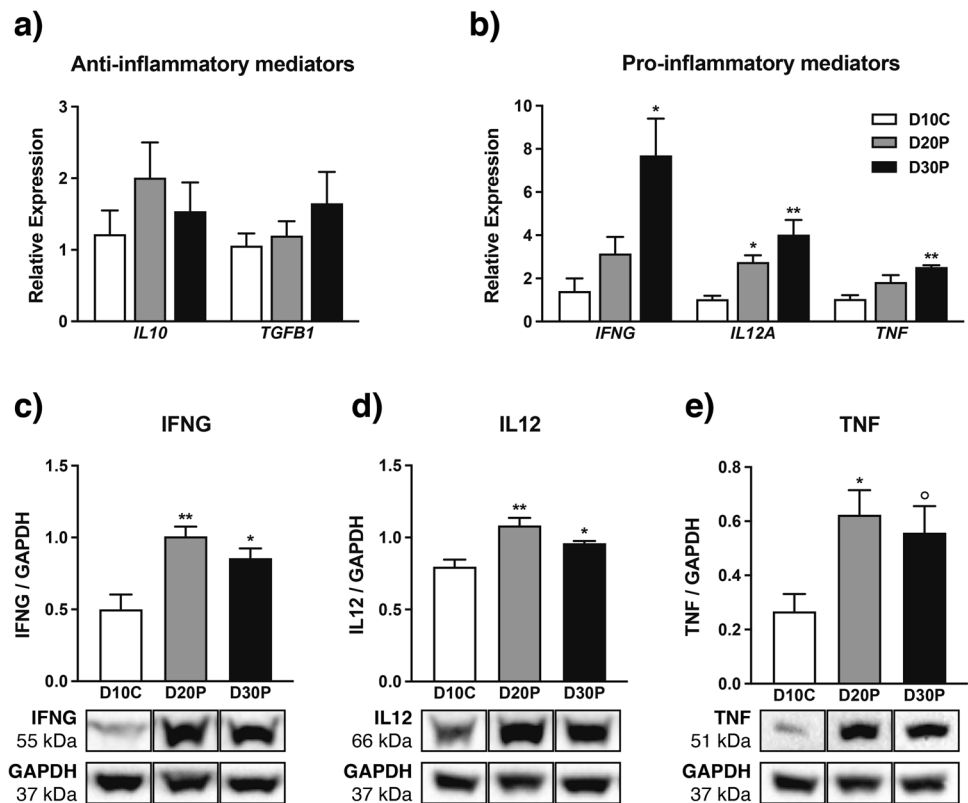 a)
Anti-inflammatory mediators
Relative Expression
3
2
1
0
IL10 TGFB1
b)
Pro-inflammatory mediators
Relative Expression
10
8
6
4
2
0
*
* **
**
D10C
D20P
D30P
IFNG IL12A TNF
c)
IFNG
IFNG / GAPDH
1.5
1.0
0.5
0.0
** *
D10C D20P D30P
IFNG
55 kDa
GAPDH
37 kDa
d)
IL12
IL12 / GAPDH
1.5
1.0
0.5
0.0
** *
D10C D20P D30P
IL12
66 kDa
GAPDH
37 kDa
e)
TNF
TNF / GAPDH
0.8
0.6
0.4
0.2
0.0
* °
D10C D20P D30P
TNF
51 kDa
GAPDH
37 kDa